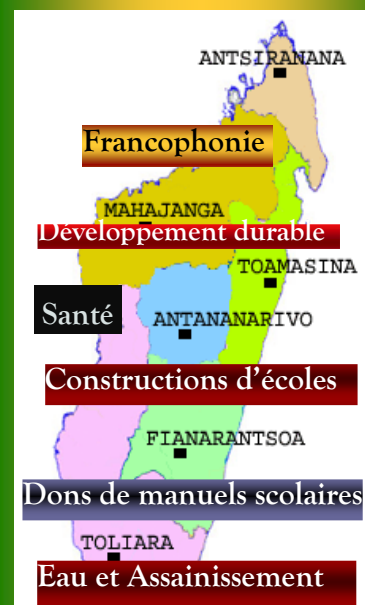 ANTSIRANANA
Francophonie
MAHAJANGA
Développement durable
TOAMASINA
Santé
ANTANANARIVO
Constructions d'écoles
FIANARANTSOA
Dons de manuels scolaires
TOLIARA
Eau et Assainissement